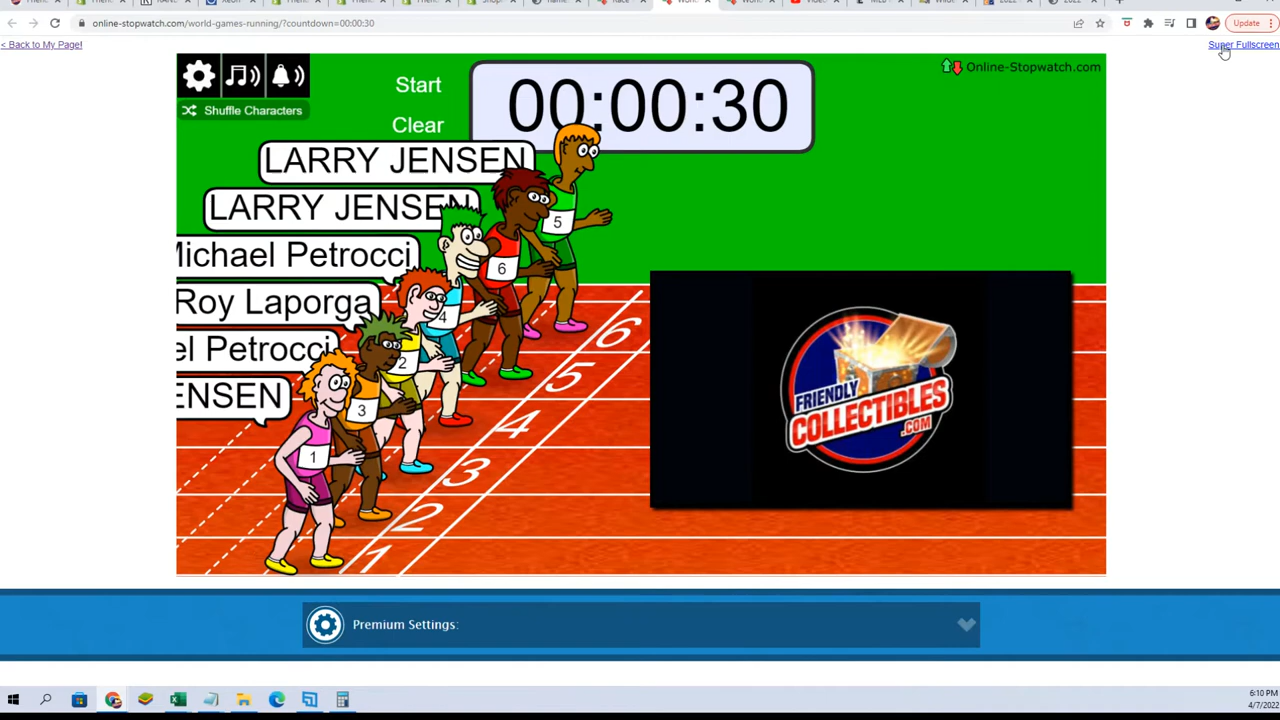 online-stopwatch.com/world-games-running/?countdown=00:00:30
Update
< Back to My Page!
Super Fullscreen
Start
Clear
00:00:30
Online-Stopwatch.com
Shuffle Characters
LARRY JENSEN
LARRY JENSEN
Michael Petrocci
Roy Laporga
el Petrocci
ENSEN
5
6
4
2
3
1
6
5
4
3
2
1
FRIENDLY
COLLECTIBLES
.COM
Premium Settings:
6:10 PM
4/7/2022